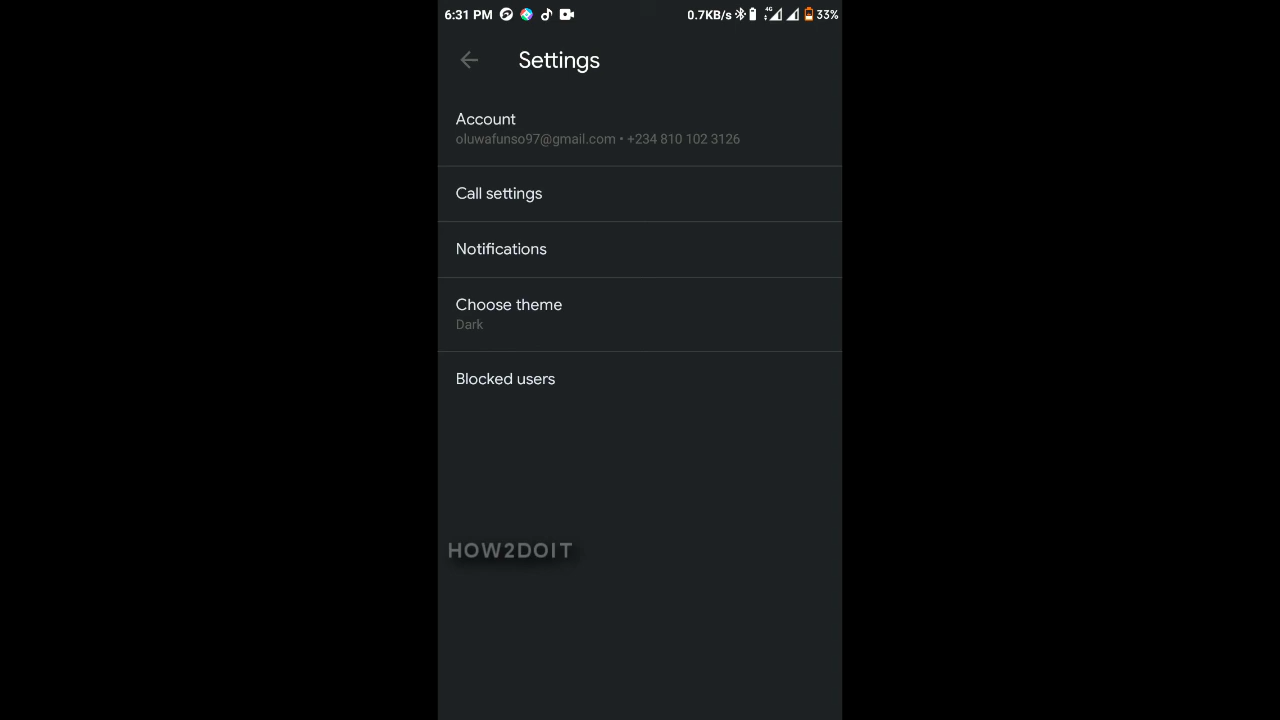 6:31 PM 0.7KB/s 4G 33%
Settings
Account
oluwafunso97@gmail.com • +234 810 102 3126
Call settings
Notifications
Choose theme
Dark
Blocked users
HOW2DOIT